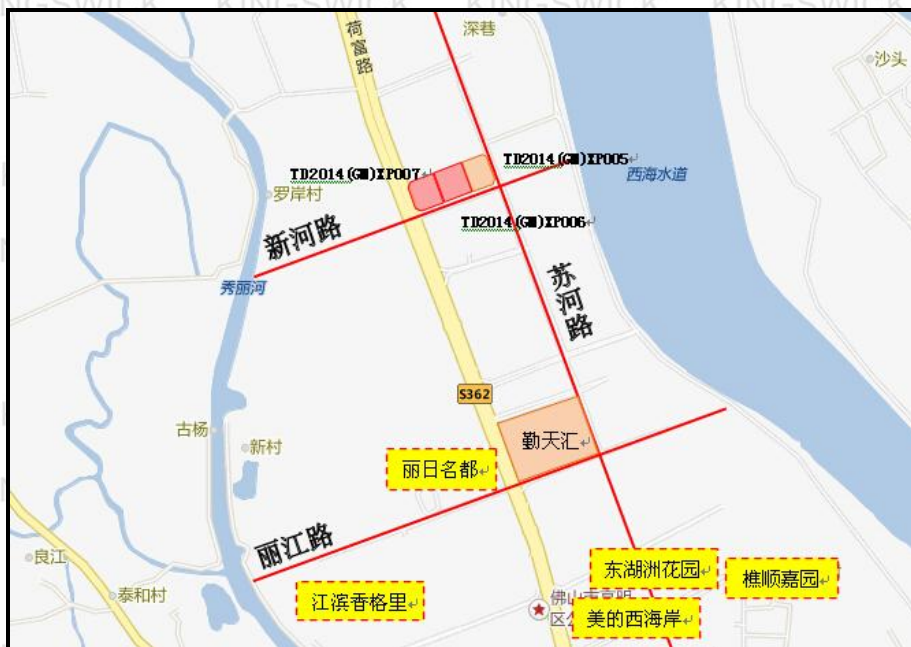 深巷
荷富路
沙头
TD2014(GM)XP005
TD2014(GM)XP007
西海水道
罗岸村
TD2014(GM)XP006
新河路
苏河路
秀丽河
S362
古杨
新村
勤天汇
丽日名都
丽江路
良江
泰和村
江滨香格里
东湖洲花园
樵顺嘉园
美的西海岸